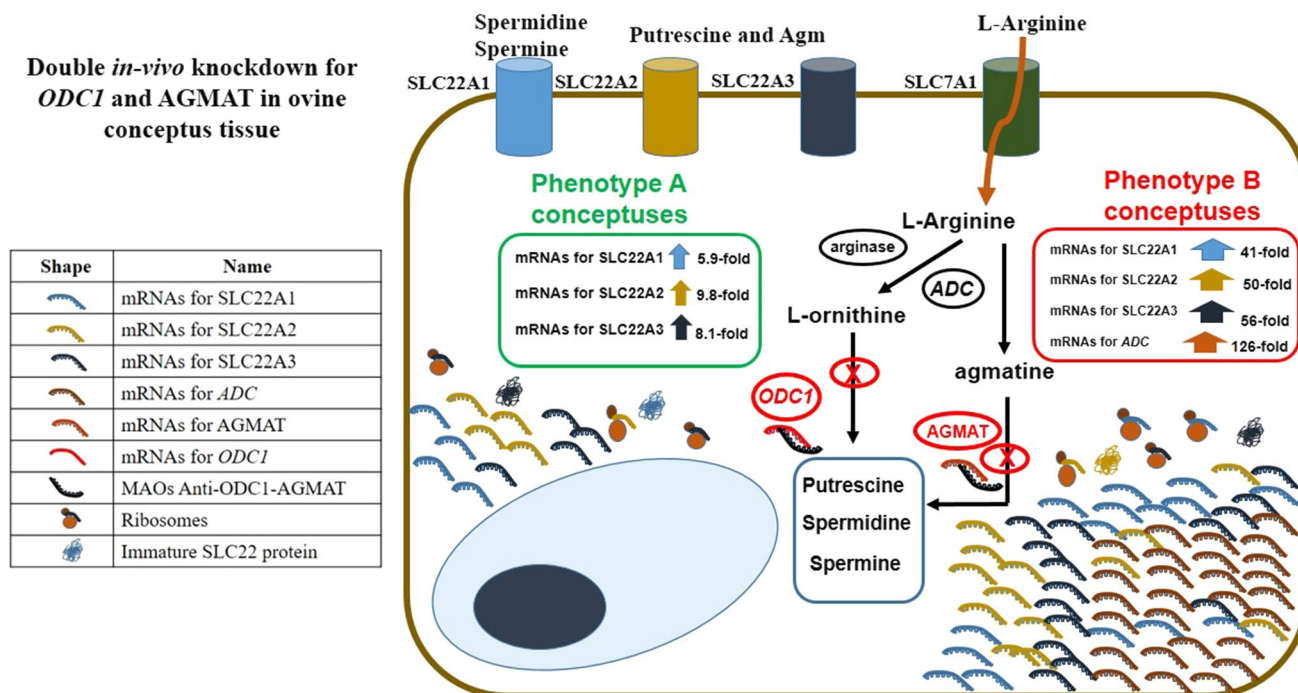 Double in-vivo knockdown for
ODC1 and AGMAT in ovine
conceptus tissue
Shape Name
mRNAs for SLC22A1
mRNAs for SLC22A2
mRNAs for SLC22A3
mRNAs for ADC
mRNAs for AGMAT
mRNAs for ODC1
MAOs Anti-ODC1-AGMAT
Ribosomes
Immature SLC22 protein
Spermidine
Spermine
Putrescine and Agm
L-Arginine
SLC22A1
SLC22A2
SLC22A3
SLC7A1
Phenotype A
conceptuses
mRNAs for SLC22A1 5.9-fold
mRNAs for SLC22A2 9.8-fold
mRNAs for SLC22A3 8.1-fold
Phenotype B
conceptuses
mRNAs for SLC22A1 41-fold
mRNAs for SLC22A2 50-fold
mRNAs for SLC22A3 56-fold
mRNAs for ADC 126-fold
L-Arginine
arginase
ADC
L-ornithine
agmatine
X
ODC1
AGMAT
X
Putrescine
Spermidine
Spermine